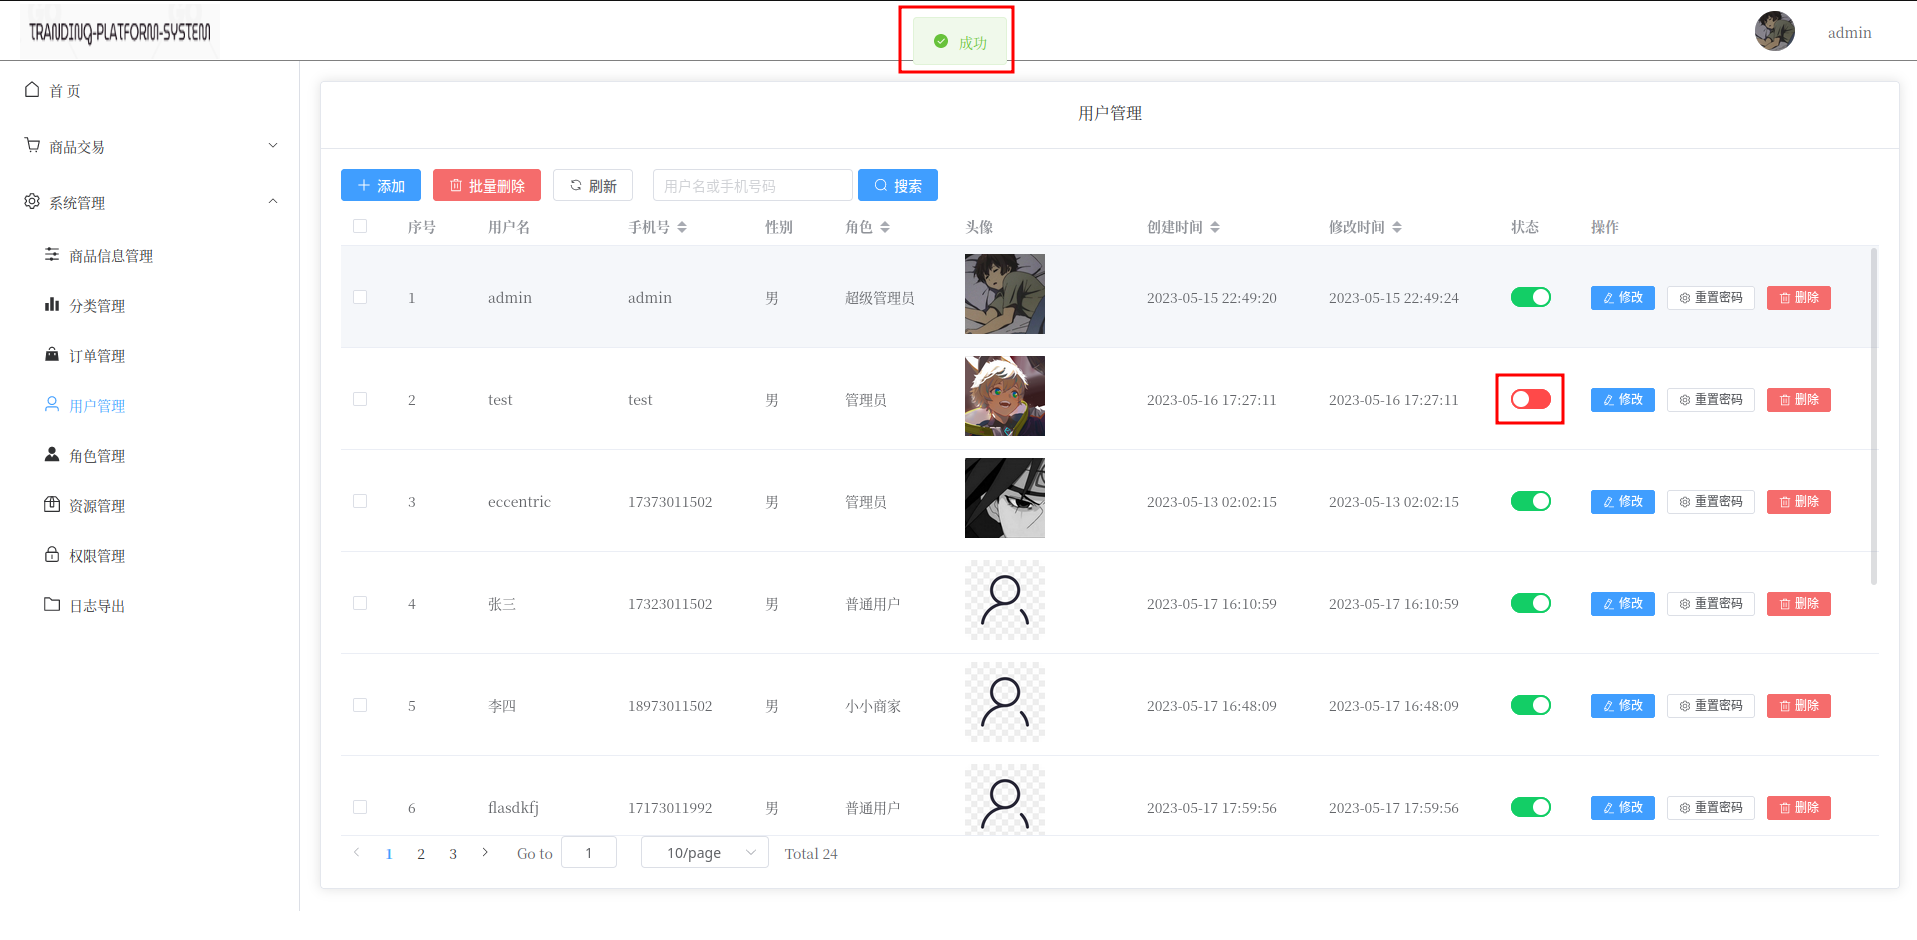 TRANDING-PLATFORM-SYSTEM
成功
admin
首 页
商品交易
系统管理
商品信息管理
分类管理
订单管理
用户管理
角色管理
资源管理
权限管理
日志导出
用户管理
添加 批量删除 刷新 用户名或手机号码 搜索
序号 用户名 手机号 性别 角色 头像 创建时间 修改时间 状态 操作
1 admin admin 男 超级管理员 2023-05-15 22:49:20 2023-05-15 22:49:24 修改 重置密码 删除
2 test test 男 管理员 2023-05-16 17:27:11 2023-05-16 17:27:11 修改 重置密码 删除
3 eccentric 17373011502 男 管理员 2023-05-13 02:02:15 2023-05-13 02:02:15 修改 重置密码 删除
4 张三 17323011502 男 普通用户 2023-05-17 16:10:59 2023-05-17 16:10:59 修改 重置密码 删除
5 李四 18973011502 男 小小商家 2023-05-17 16:48:09 2023-05-17 16:48:09 修改 重置密码 删除
6 flasdkfj 17173011992 男 普通用户 2023-05-17 17:59:56 2023-05-17 17:59:56 修改 重置密码 删除
1 2 3 Go to 1 10/page Total 24